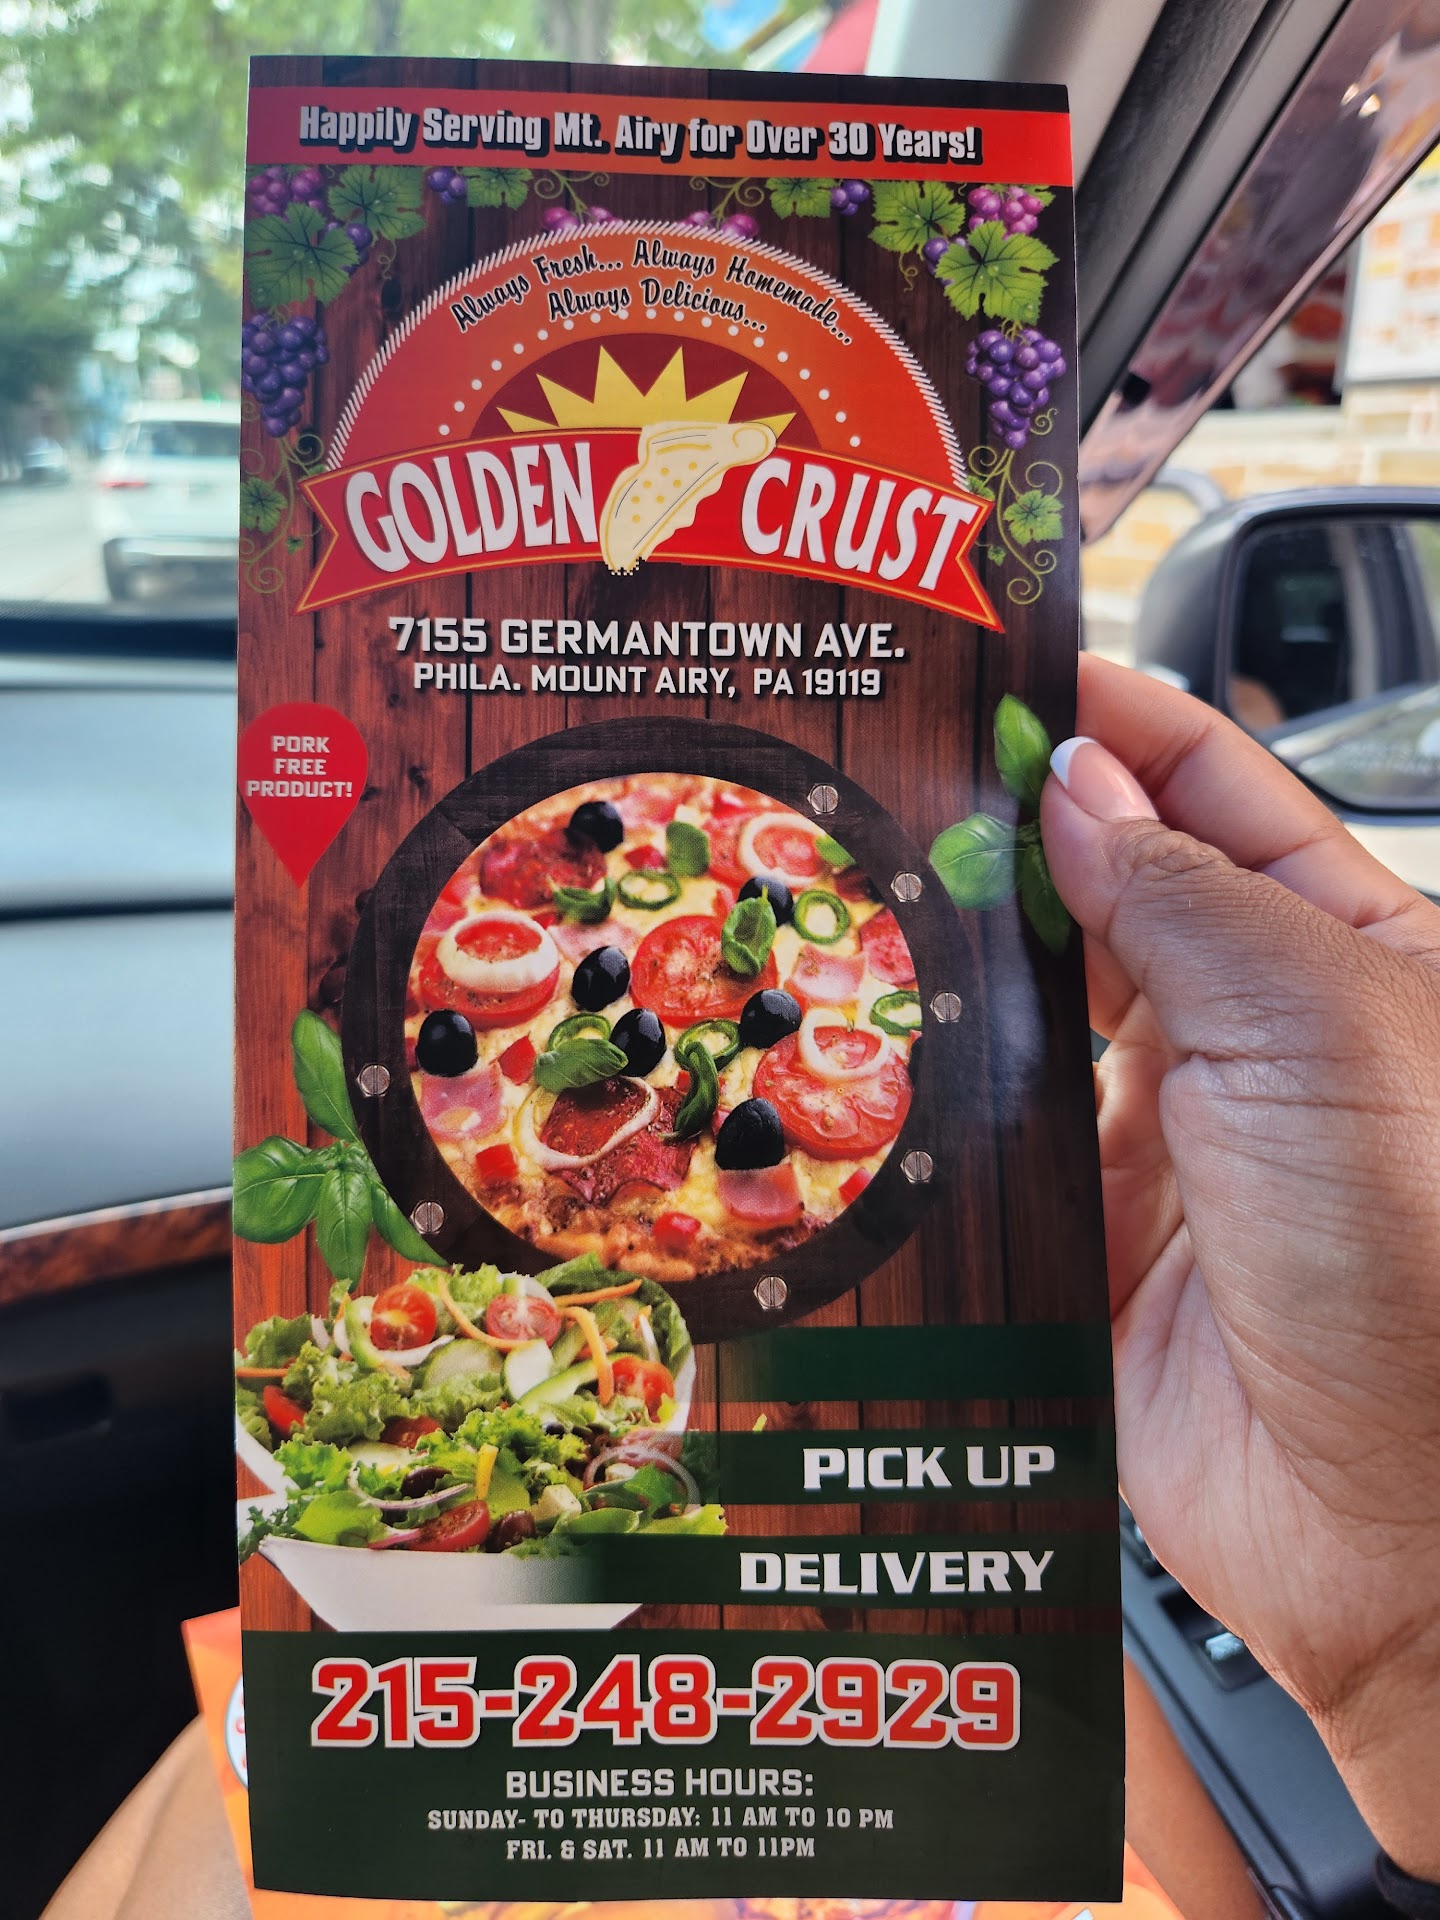 Happily Serving Mt. Airy for Over 30 Years!
Always Fresh... Always Homemade...
Always Delicious...
GOLDEN CRUST
7155 GERMANTOWN AVE.
PHILA. MOUNT AIRY, PA 19119
PORK
FREE
PRODUCT!
PICK UP
DELIVERY
215-248-2929
BUSINESS HOURS:
SUNDAY- TO THURSDAY: 11 AM TO 10 PM
FRI. & SAT. 11 AM TO 11PM